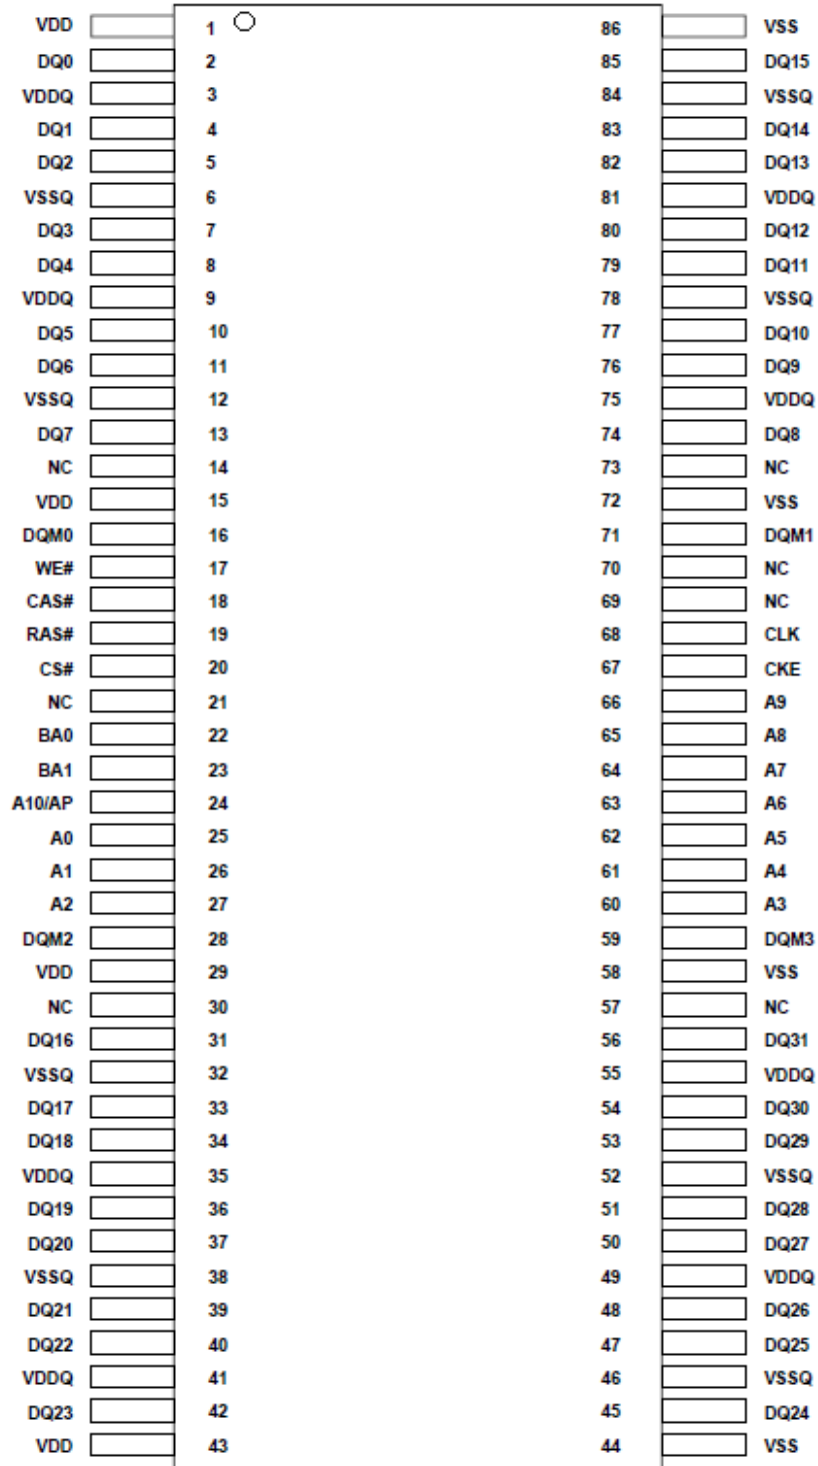 VDD 1 86 VSS
DQ0 2 85 DQ15
VDDQ 3 84 VSSQ
DQ1 4 83 DQ14
DQ2 5 82 DQ13
VSSQ 6 81 VDDQ
DQ3 7 80 DQ12
DQ4 8 79 DQ11
VDDQ 9 78 VSSQ
DQ5 10 77 DQ10
DQ6 11 76 DQ9
VSSQ 12 75 VDDQ
DQ7 13 74 DQ8
NC 14 73 NC
VDD 15 72 VSS
DQM0 16 71 DQM1
WE# 17 70 NC
CAS# 18 69 NC
RAS# 19 68 CLK
CS# 20 67 CKE
NC 21 66 A9
BA0 22 65 A8
BA1 23 64 A7
A10/AP 24 63 A6
A0 25 62 A5
A1 26 61 A4
A2 27 60 A3
DQM2 28 59 DQM3
VDD 29 58 VSS
NC 30 57 NC
DQ16 31 56 DQ31
VSSQ 32 55 VDDQ
DQ17 33 54 DQ30
DQ18 34 53 DQ29
VDDQ 35 52 VSSQ
DQ19 36 51 DQ28
DQ20 37 50 DQ27
VSSQ 38 49 VDDQ
DQ21 39 48 DQ26
DQ22 40 47 DQ25
VDDQ 41 46 VSSQ
DQ23 42 45 DQ24
VDD 43 44 VSS